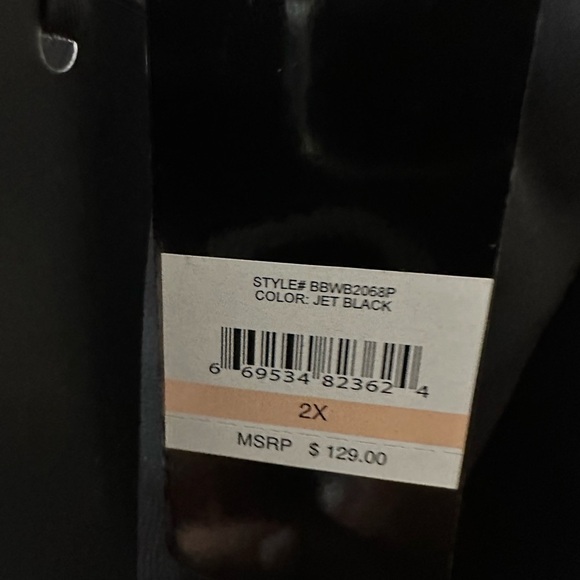 STYLE# BBWB2068P
COLOR: JET BLACK
6 69534 82362 4
2X
MSRP $ 129.00